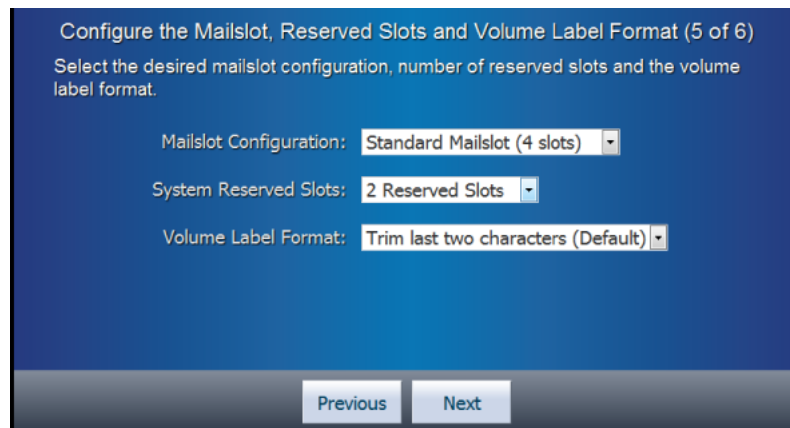 Configure the Mailslot, Reserved Slots and Volume Label Format (5 of 6)
Select the desired mailslot configuration, number of reserved slots and the volume
label format.
Mailslot Configuration: Standard Mailslot (4 slots)
System Reserved Slots: 2 Reserved Slots
Volume Label Format: Trim last two characters (Default)
Previous Next